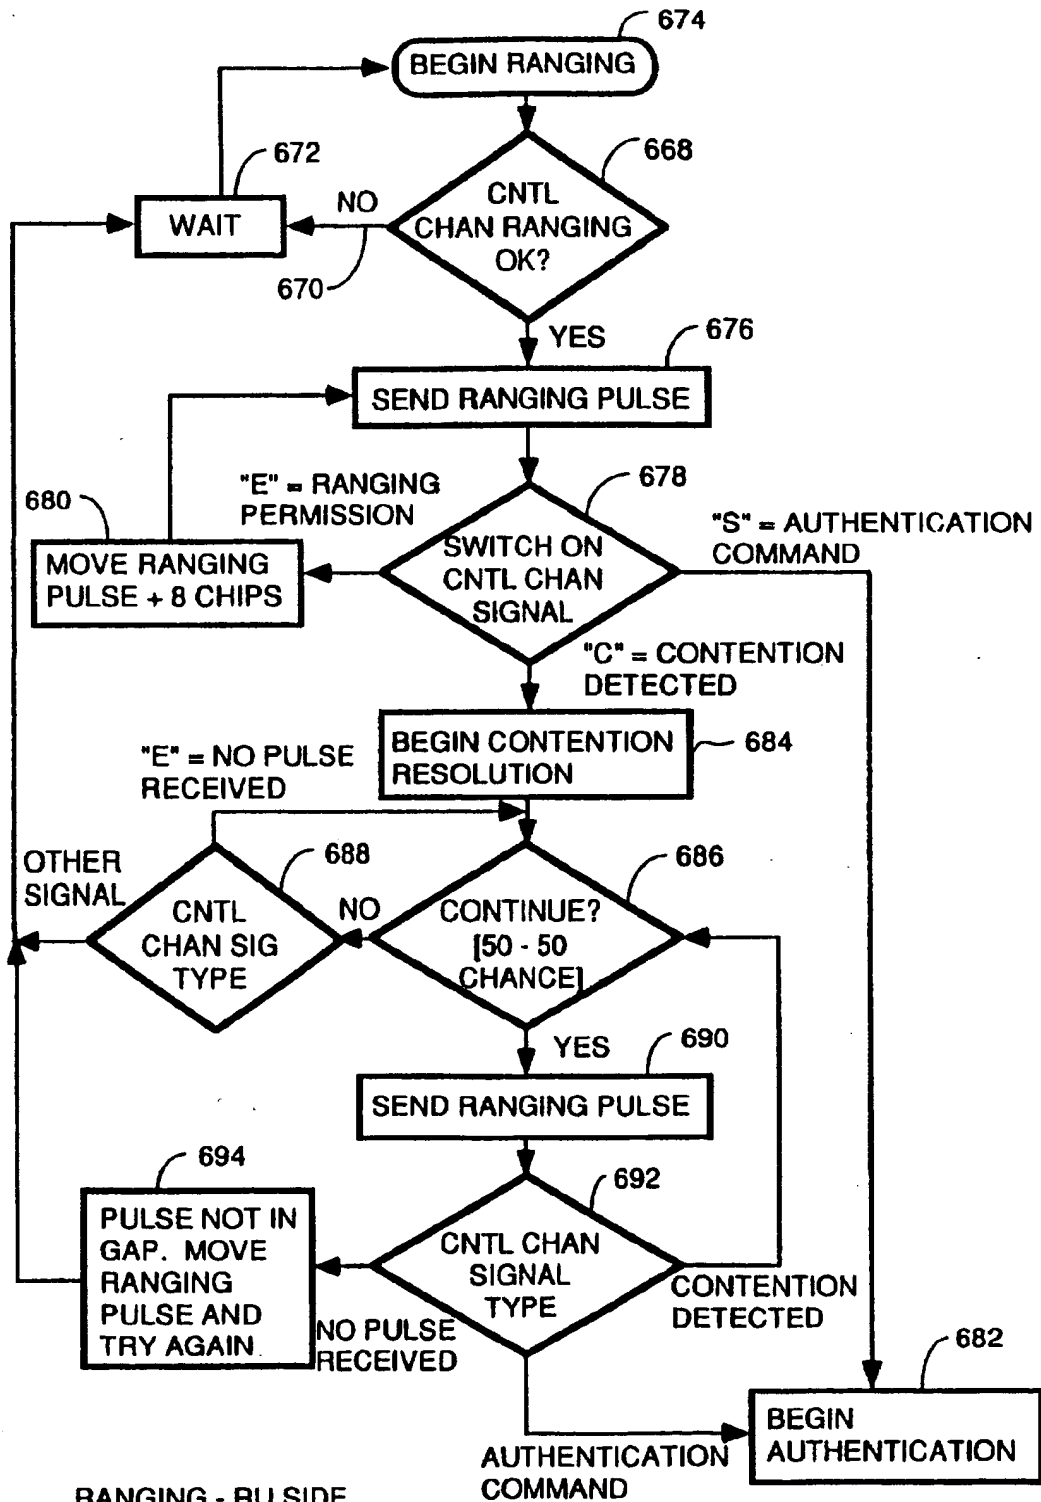 674
BEGIN RANGING
672
668
CNTL
CHAN RANGING
OK?
WAIT
NO
670
YES
676
SEND RANGING PULSE
678
"E" = RANGING
PERMISSION
680
"S" = AUTHENTICATION
COMMAND
MOVE RANGING
PULSE + 8 CHIPS
SWITCH ON
CNTL CHAN
SIGNAL
"C" = CONTENTION
DETECTED
BEGIN CONTENTION
RESOLUTION
684
"E" = NO PULSE
RECEIVED
OTHER
SIGNAL
688
686
CNTL
CHAN SIG
TYPE
NO
CONTINUE?
[50 - 50
CHANCE]
YES
690
SEND RANGING PULSE
694
692
PULSE NOT IN
GAP. MOVE
RANGING
PULSE AND
TRY AGAIN
CNTL CHAN
SIGNAL
TYPE
CONTENTION
DETECTED
NO PULSE
RECEIVED
682
BEGIN
AUTHENTICATION
AUTHENTICATION
COMMAND
RANGING - RU SIDE